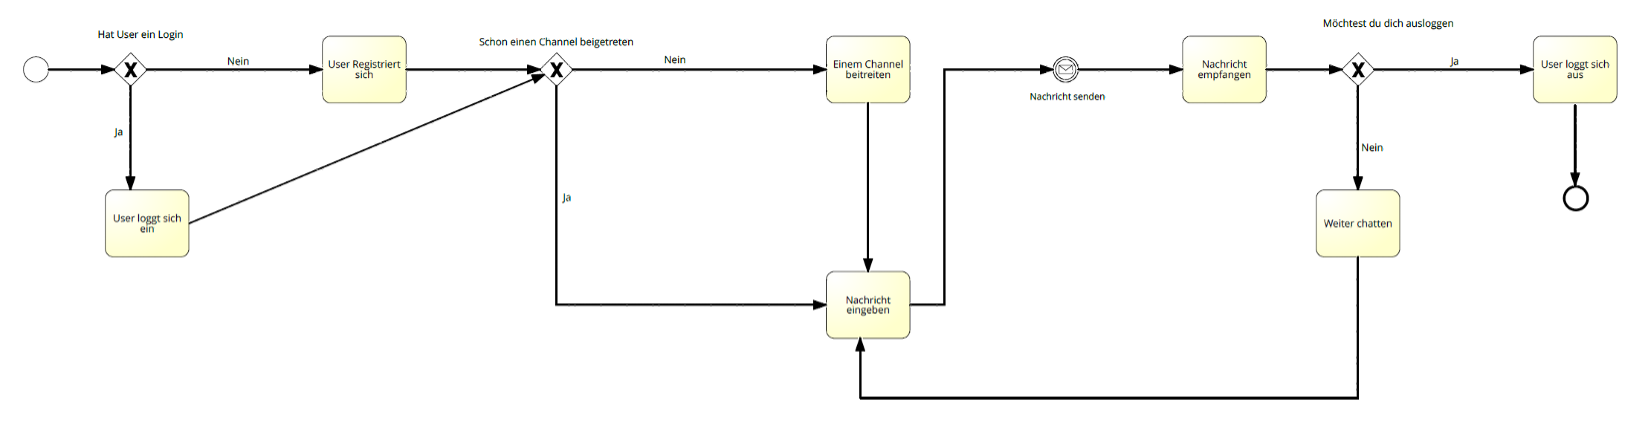 Hat User ein Login
Nein
User Registriert
sich
Ja
User loggt sich
ein
Schon einen Channel beigetreten
Nein
Einem Channel
beitreiten
Ja
Nachricht
eingeben
Nachricht senden
Nachricht
empfangen
Möchtest du dich ausloggen
Ja
User loggt sich
aus
Nein
Weiter chatten